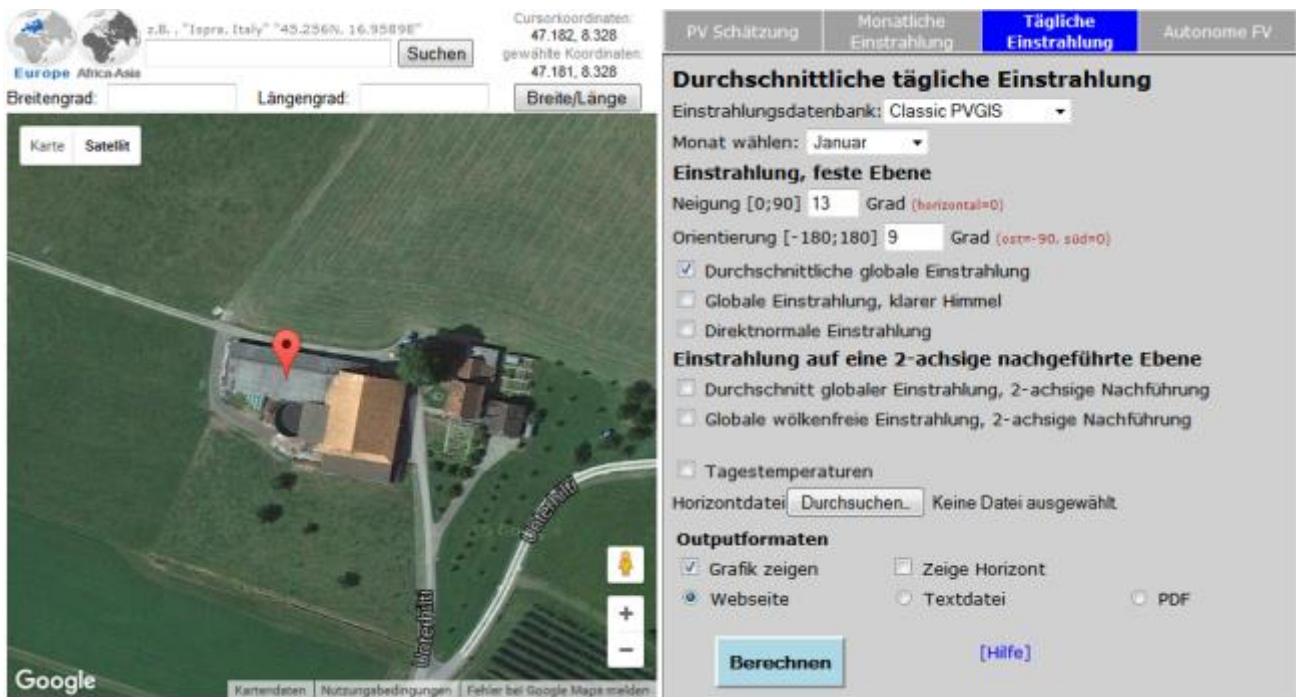 z.B., "Ispra, Italy" "45.256N, 16.9589E"
Suchen
Cursorkoordinaten:
47.182, 8.328
gewählte Koordinaten:
47.181, 8.328
Europe Africa-Asia
Breitengrad: Längengrad: Breite/Länge
Karte Satellit
Unterhilti
Unterhilti
+
−
Google
Kartendaten Nutzungsbedingungen Fehler bei Google Maps melden
PV Schätzung
Monatliche
Einstrahlung
Tägliche
Einstrahlung
Autonome FV
Durchschnittliche tägliche Einstrahlung
Einstrahlungsdatenbank: Classic PVGIS
Monat wählen: Januar
Einstrahlung, feste Ebene
Neigung [0;90] 13 Grad (horizontal=0)
Orientierung [-180;180] 9 Grad (ost=-90, süd=0)
Durchschnittliche globale Einstrahlung
Globale Einstrahlung, klarer Himmel
Direktnormale Einstrahlung
Einstrahlung auf eine 2-achsige nachgeführte Ebene
Durchschnitt globaler Einstrahlung, 2-achsige Nachführung
Globale wölkenfreie Einstrahlung, 2-achsige Nachführung
Tagestemperaturen
Horizontdatei Durchsuchen… Keine Datei ausgewählt.
Outputformaten
Grafik zeigen Zeige Horizont
Webseite Textdatei PDF
Berechnen [Hilfe]